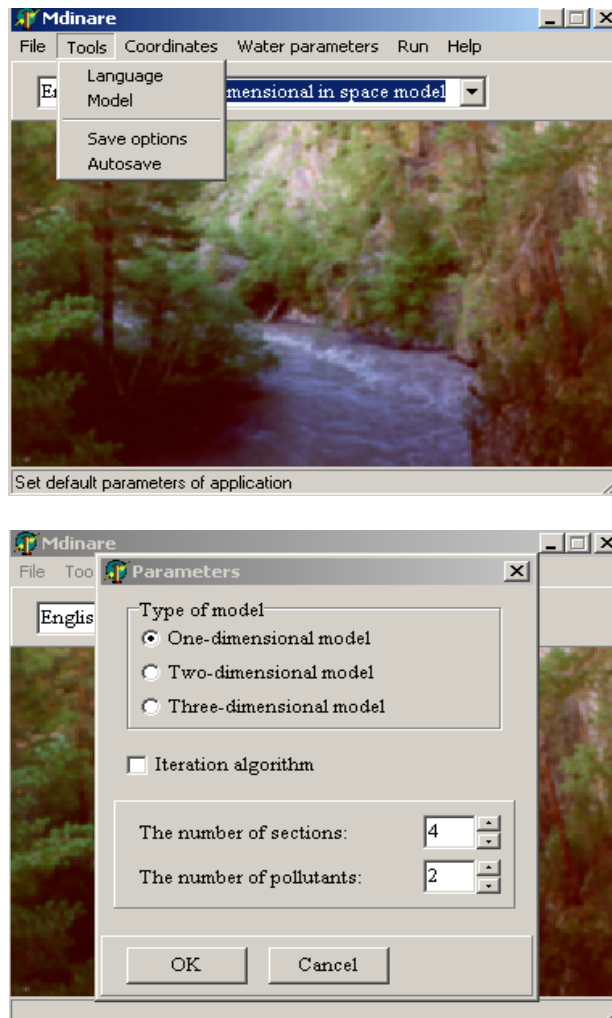 Mdinare
File Tools Coordinates Water parameters Run Help
mensional in space model
Language
Model
Save options
Autosave
Set default parameters of application
Mdinare
File Too
Parameters
Englis
Type of model
One-dimensional model
Two-dimensional model
Three-dimensional model
Iteration algorithm
The number of sections: 4
The number of pollutants: 2
OK Cancel